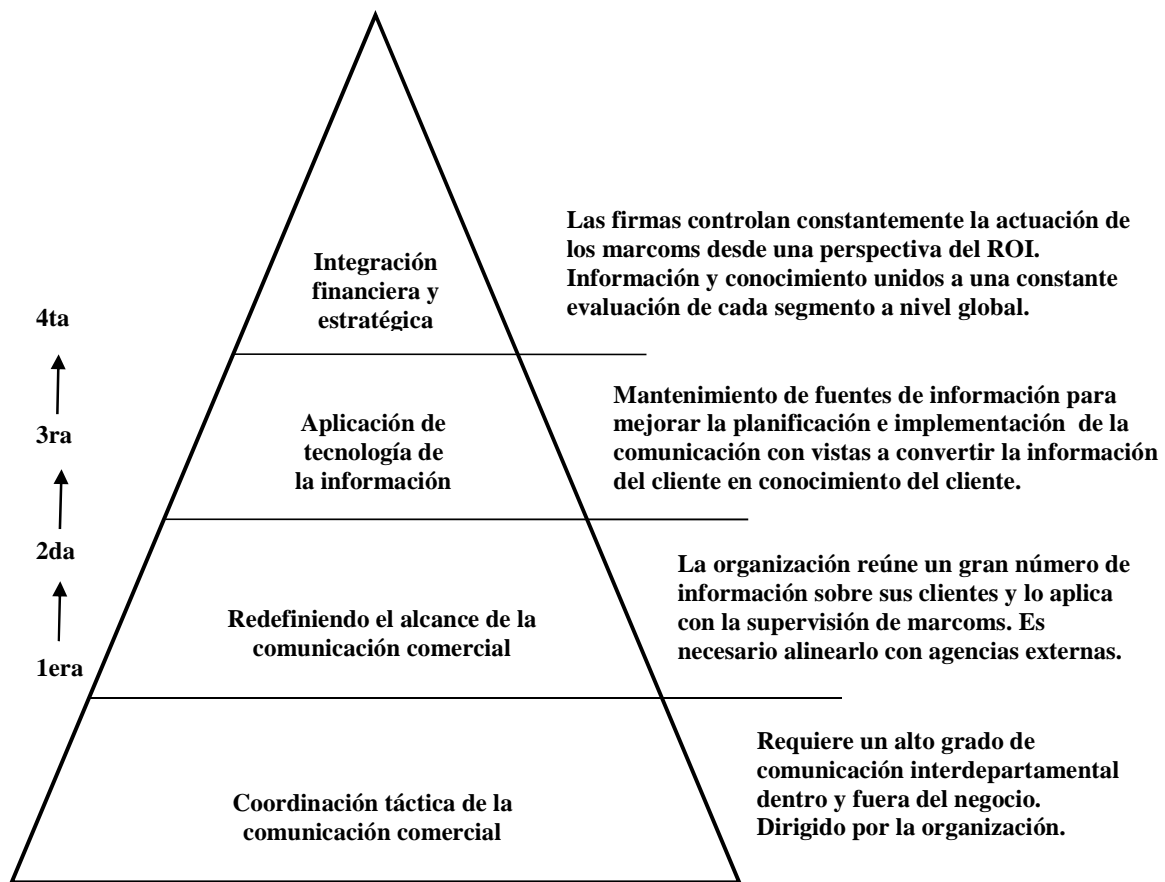 Las firmas controlan constantemente la actuación de
los marcoms desde una perspectiva del ROI.
Información y conocimiento unidos a una constante
evaluación de cada segmento a nivel global.
Integración
financiera y
estratégica
4ta
Mantenimiento de fuentes de información para
mejorar la planificación e implementación de la
comunicación con vistas a convertir la información
del cliente en conocimiento del cliente.
Aplicación de
tecnología de
la información
3ra
2da
La organización reúne un gran número de
información sobre sus clientes y lo aplica
con la supervisión de marcoms. Es
necesario alinearlo con agencias externas.
Redefiniendo el alcance de la
comunicación comercial
1era
Requiere un alto grado de
comunicación interdepartamental
dentro y fuera del negocio.
Dirigido por la organización.
Coordinación táctica de la
comunicación comercial